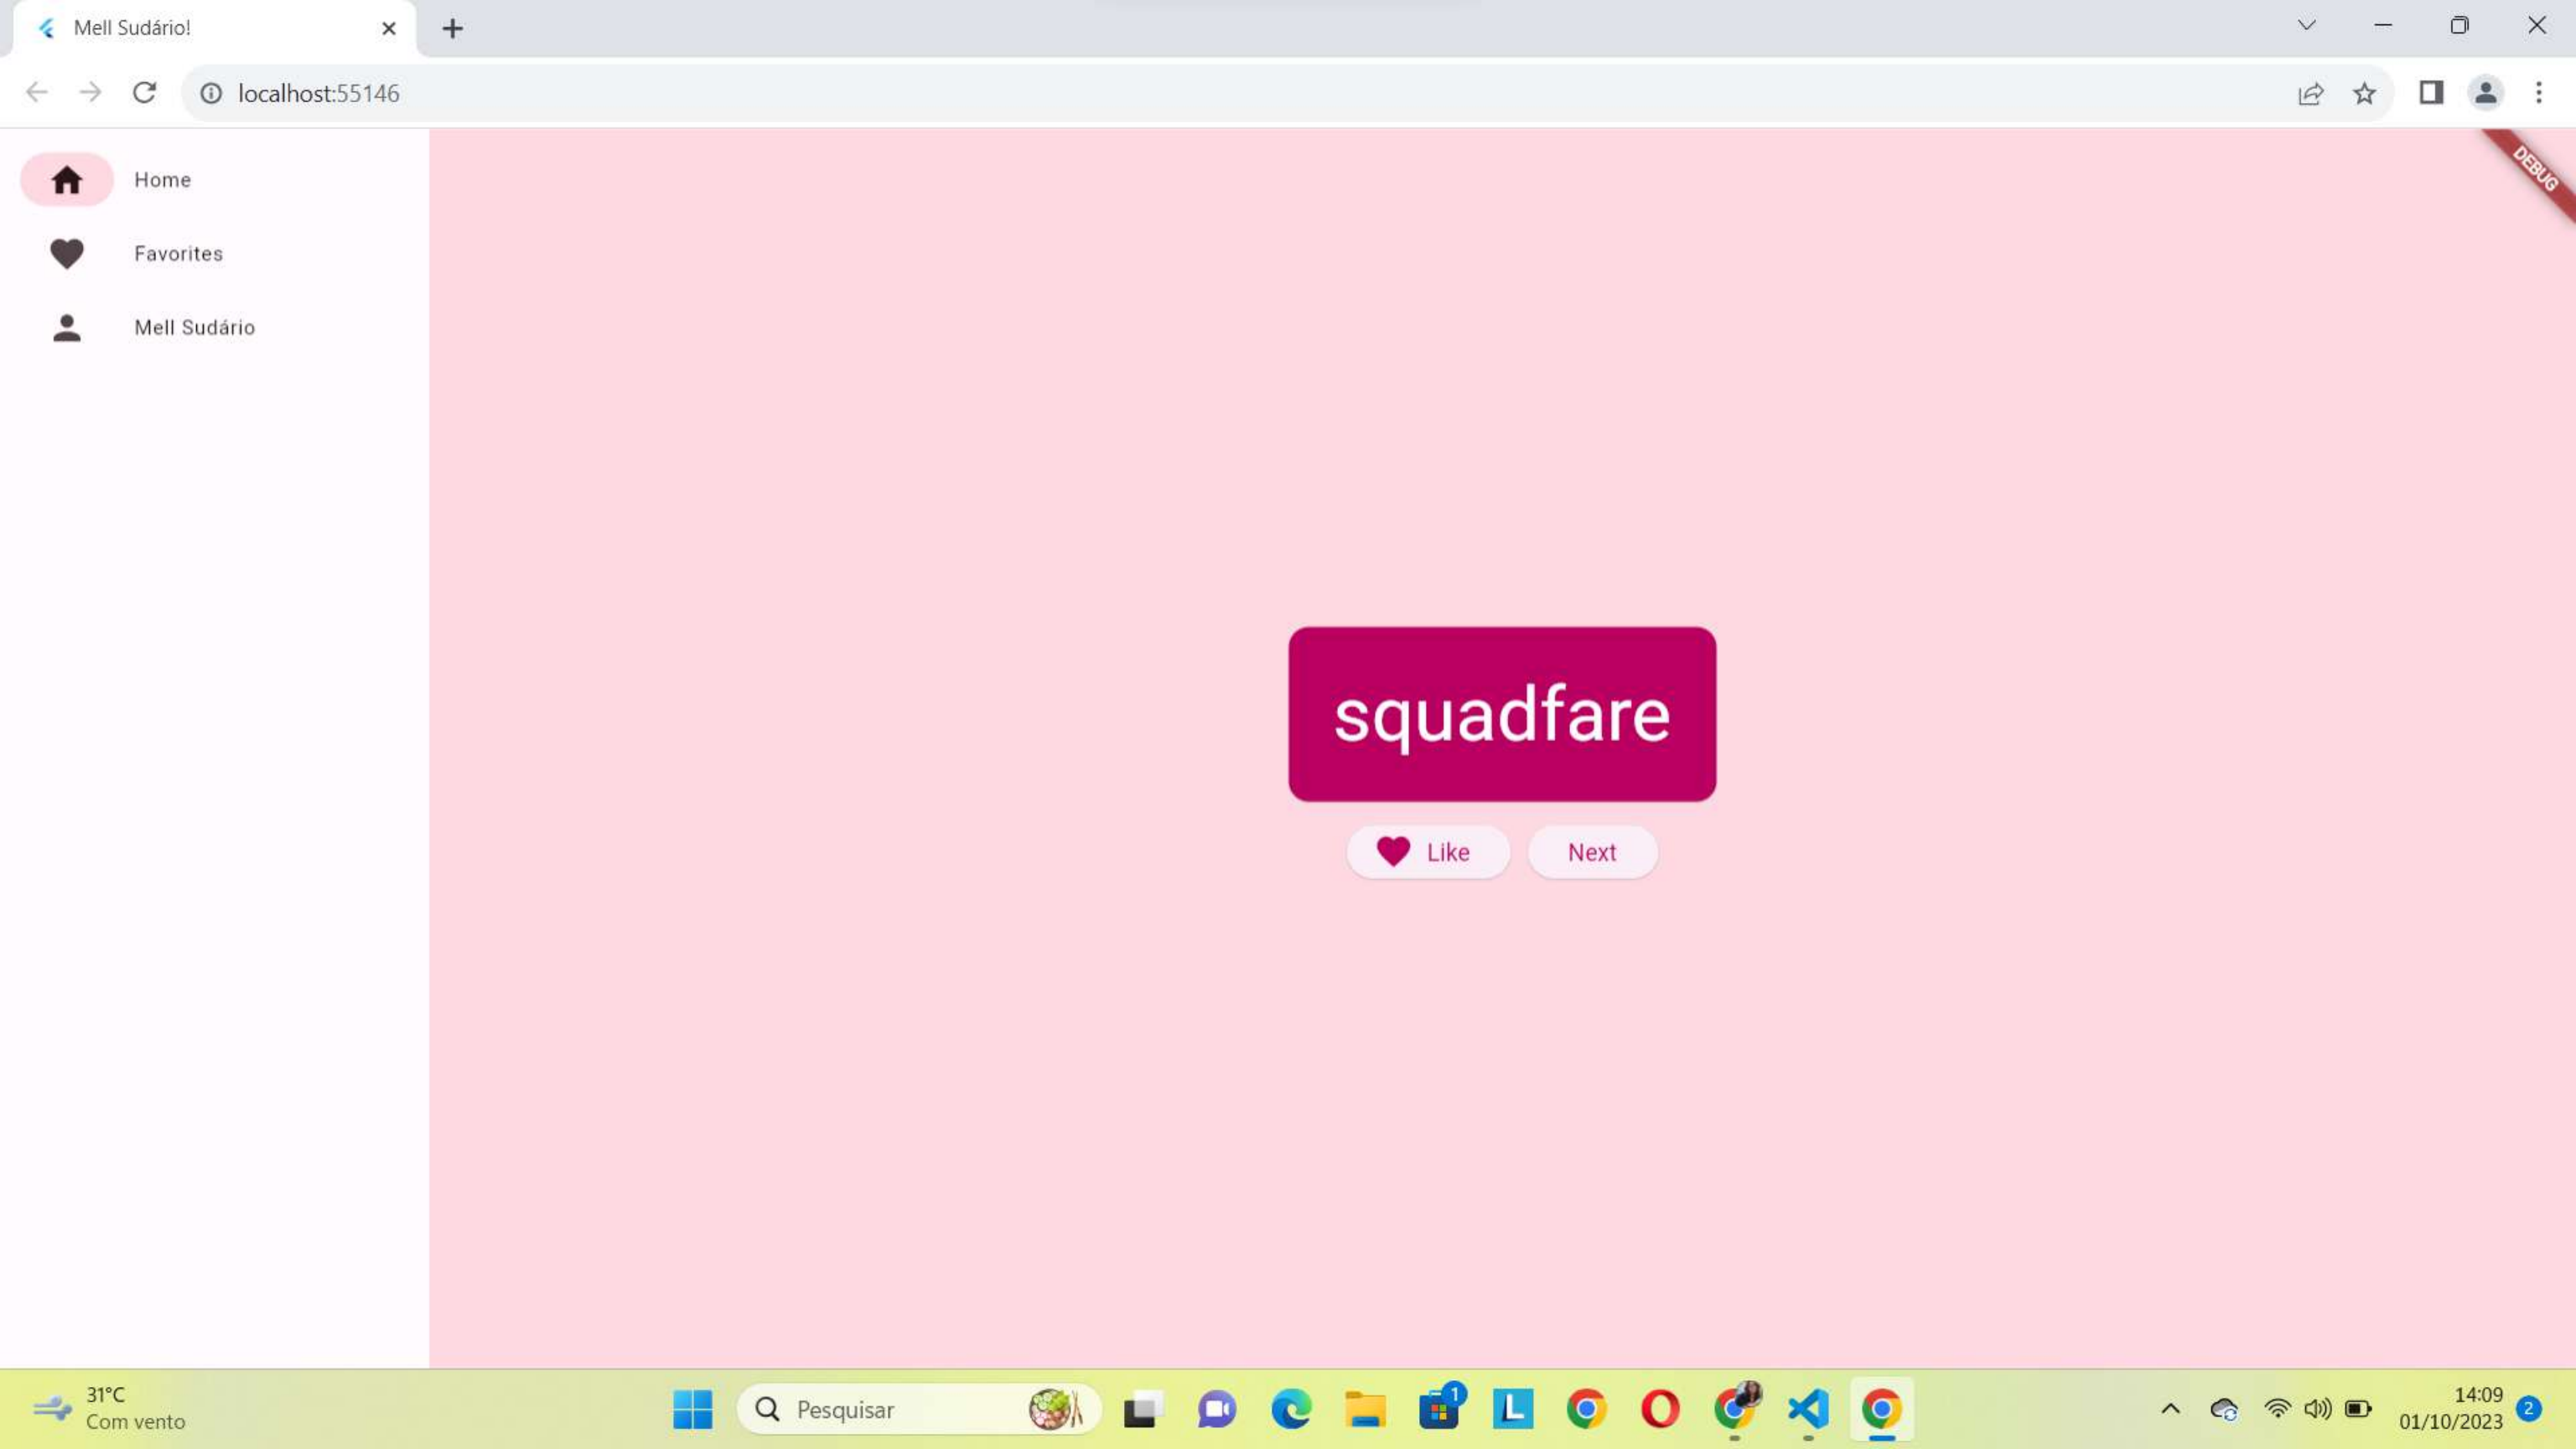 Mell Sudário!
localhost:55146
DEBUG
Home
Favorites
Mell Sudário
squadfare
Like
Next
31°C
Com vento
Pesquisar
1
L
14:09
01/10/2023
2